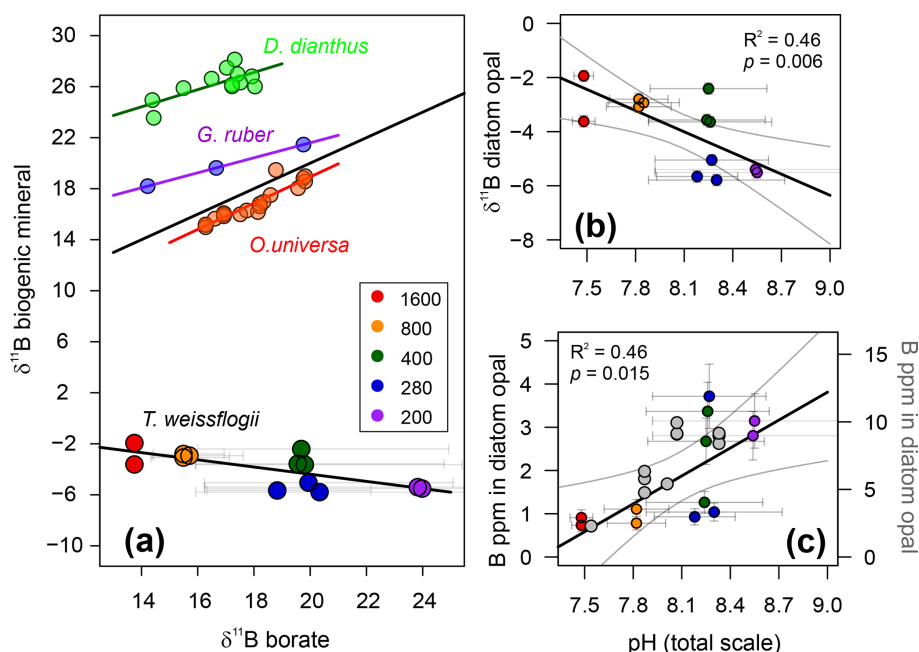 30
26
22
18
14
10
6
2
−2
−6
−10
δ¹¹B biogenic mineral
D. dianthus
G. ruber
O.universa
1600
800
400
280
200
T. weissflogii
(a)
14 16 18 20 22 24
δ¹¹B borate
0
−2
−4
−6
−8
δ¹¹B diatom opal
R² = 0.46
p = 0.006
(b)
7.5 7.8 8.1 8.4 8.7 9.0
5
4
3
2
1
0
B ppm in diatom opal
R² = 0.46
p = 0.015
(c)
15
10
5
0
B ppm in diatom opal
7.5 7.8 8.1 8.4 8.7 9.0
pH (total scale)